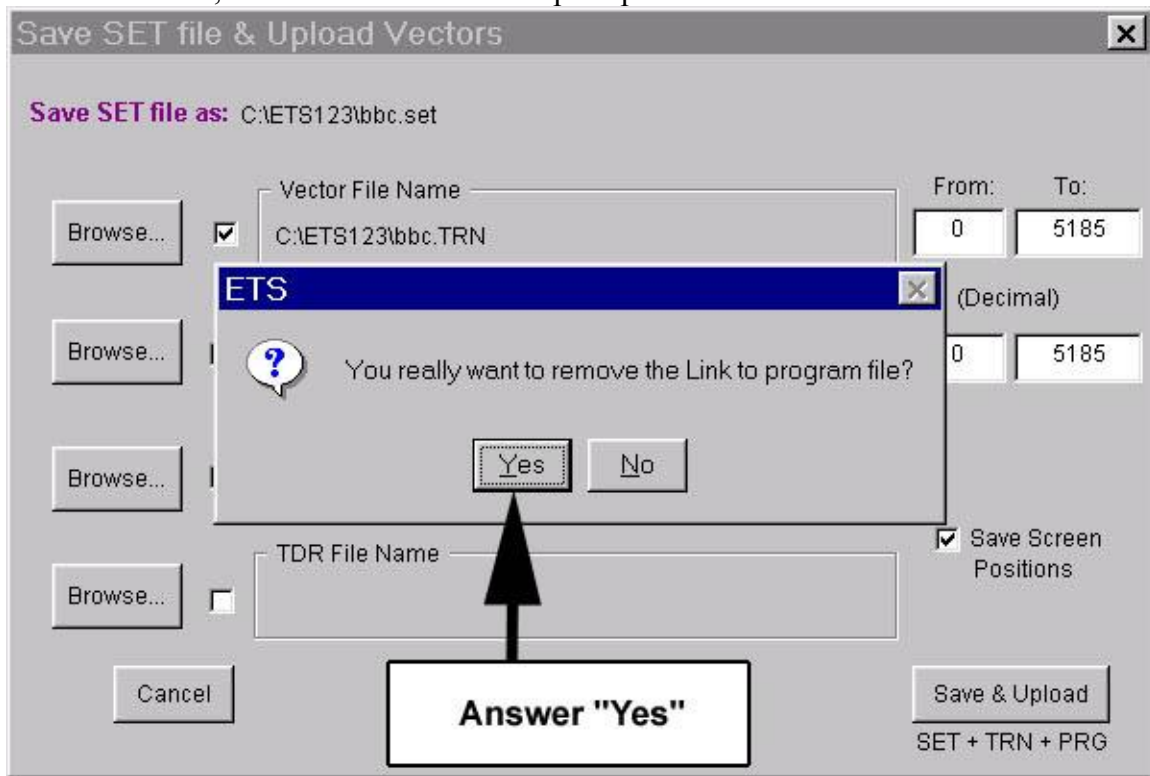 Save SET file & Upload Vectors
Save SET file as: C:\ETS123\bbc.set
Vector File Name
From: To:
Browse...
C:\ETS123\bbc.TRN
0 5185
ETS
(Decimal)
Browse...
You really want to remove the Link to program file?
0 5185
Yes No
Browse...
Save Screen
Positions
TDR File Name
Browse...
Cancel
Answer "Yes"
Save & Upload
SET + TRN + PRG